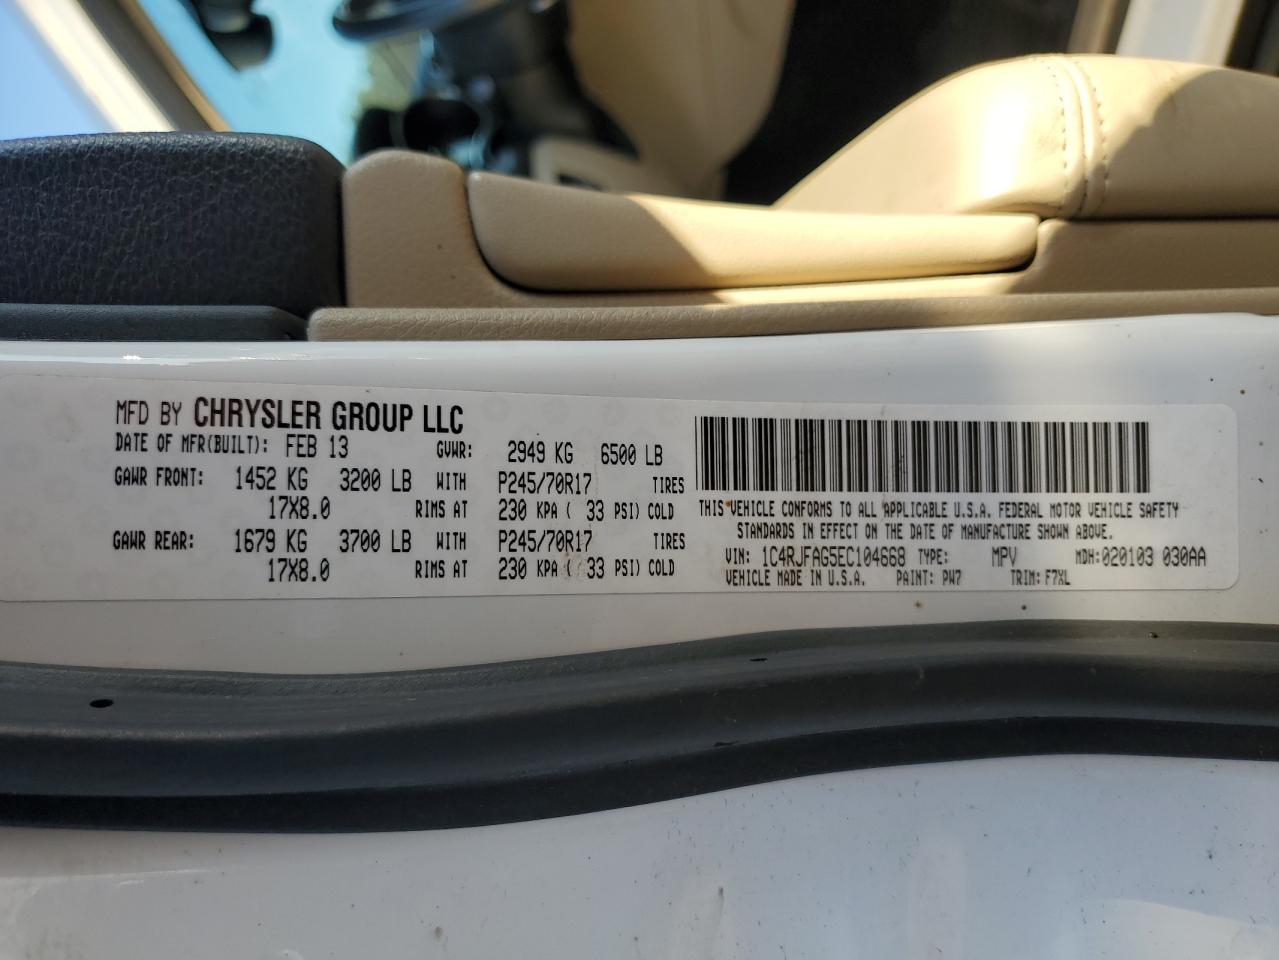 MFD BY CHRYSLER GROUP LLC
DATE OF MFR(BUILT): FEB 13 GVWR: 2949 KG 6500 LB
GAWR FRONT: 1452 KG 3200 LB WITH P245/70R17 TIRES
17X8.0 RIMS AT 230 KPA ( 33 PSI) COLD
GAWR REAR: 1679 KG 3700 LB WITH P245/70R17 TIRES
17X8.0 RIMS AT 230 KPA ( 33 PSI) COLD
THIS VEHICLE CONFORMS TO ALL APPLICABLE U.S.A. FEDERAL MOTOR VEHICLE SAFETY
STANDARDS IN EFFECT ON THE DATE OF MANUFACTURE SHOWN ABOVE.
VIN: 1C4RJFAG5EC104668 TYPE: MPV MDH:020103 030AA
VEHICLE MADE IN U.S.A. PAINT: PW7 TRIM: F7XL